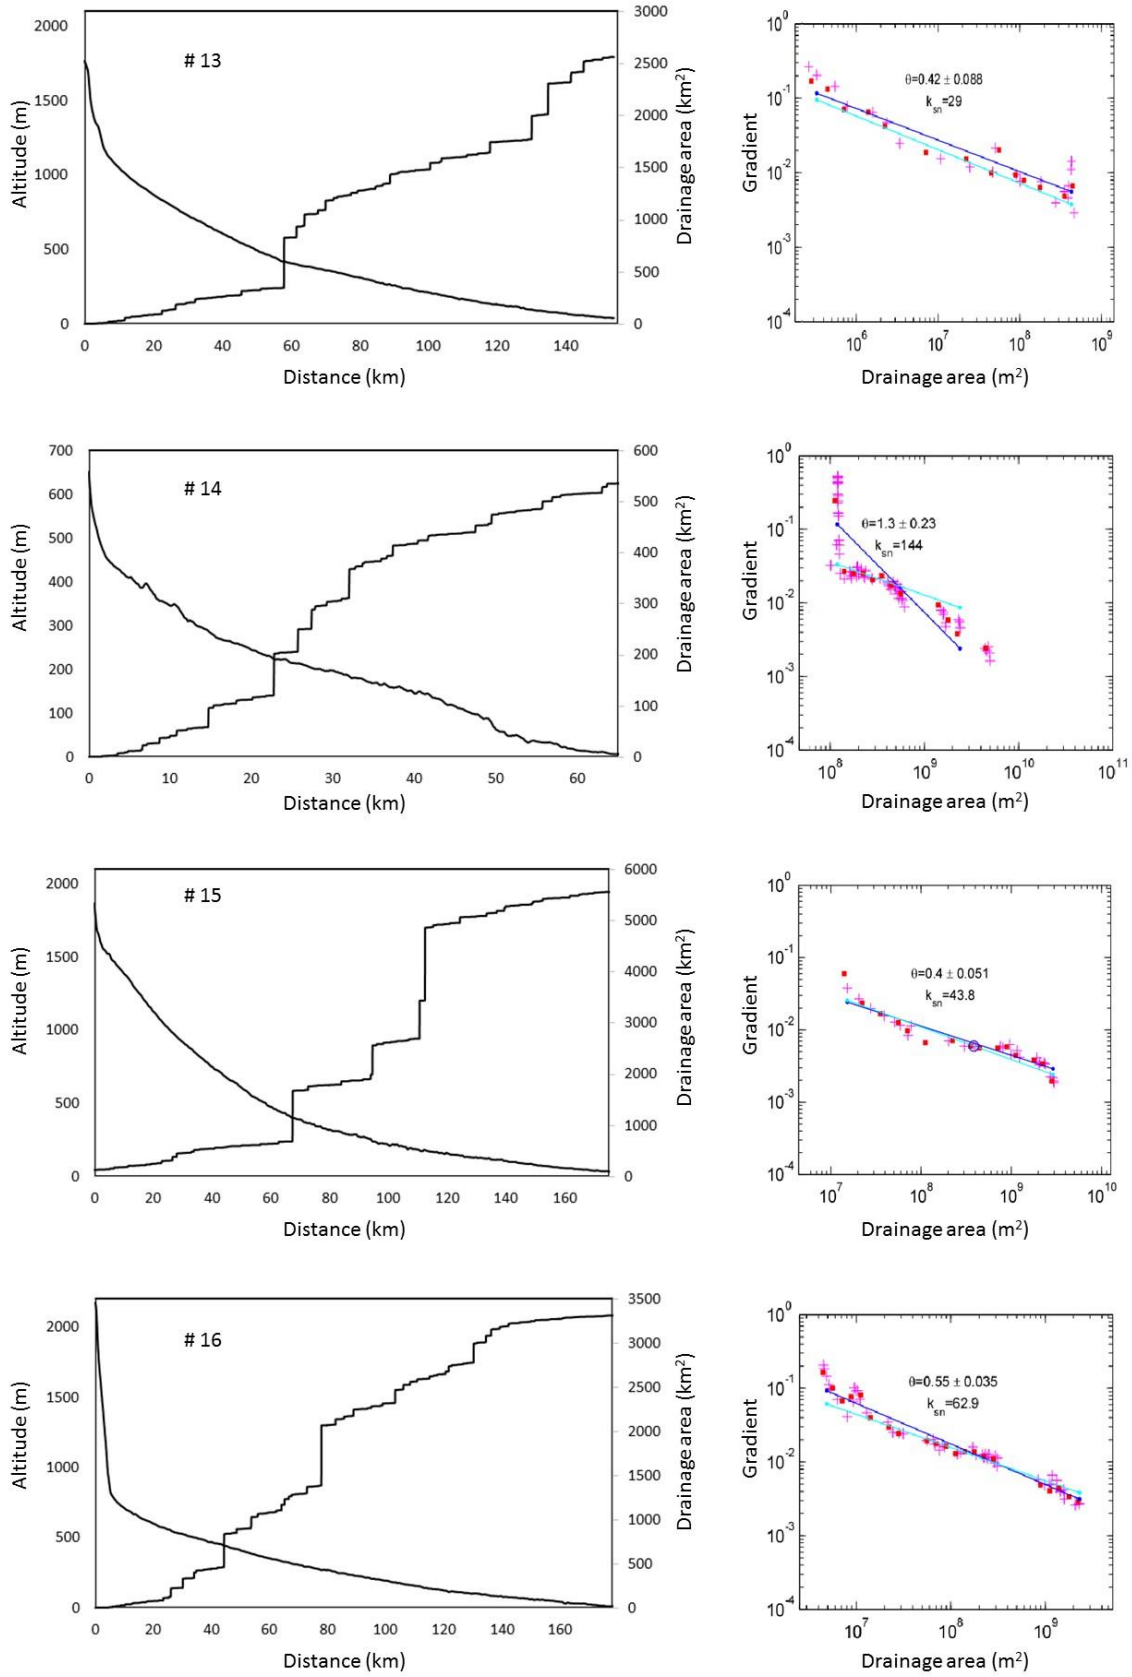 # 13
Altitude (m)
2000
1500
1000
500
0
3000
2500
2000
1500
1000
500
0
Drainage area (km²)
0 20 40 60 80 100 120 140
Distance (km)
Gradient
10⁰
10⁻¹
10⁻²
10⁻³
10⁻⁴
θ=0.42 ± 0.088
kₛₙ=29
10⁶ 10⁷ 10⁸ 10⁹
Drainage area (m²)
# 14
Altitude (m)
700
600
500
400
300
200
100
0
600
500
400
300
200
100
0
Drainage area (km²)
0 10 20 23 40 50 60
Distance (km)
Gradient
10⁰
10⁻¹
10⁻²
10⁻³
10⁻⁴
θ=1.3 ± 0.23
kₛₙ=144
10⁸ 10⁹ 10¹⁰ 10¹¹
Drainage area (m²)
# 15
Altitude (m)
2000
1500
1000
500
0
6000
5000
4000
3000
2000
1000
0
Drainage area (km²)
0 20 40 60 80 100 120 140 160
Distance (km)
Gradient
10⁰
10⁻¹
10⁻²
10⁻³
10⁻⁴
θ=0.4 ± 0.051
kₛₙ=43.8
10⁷ 10⁸ 10⁹ 10¹⁰
Drainage area (m²)
# 16
Altitude (m)
2000
1500
1000
500
0
3500
3000
2500
2000
1500
1000
500
0
Drainage area (km²)
0 20 40 60 80 100 120 140 160
Distance (km)
Gradient
10⁰
10⁻¹
10⁻²
10⁻³
10⁻⁴
θ=0.55 ± 0.035
kₛₙ=62.9
10⁷ 10⁸ 10⁹
Drainage area (m²)